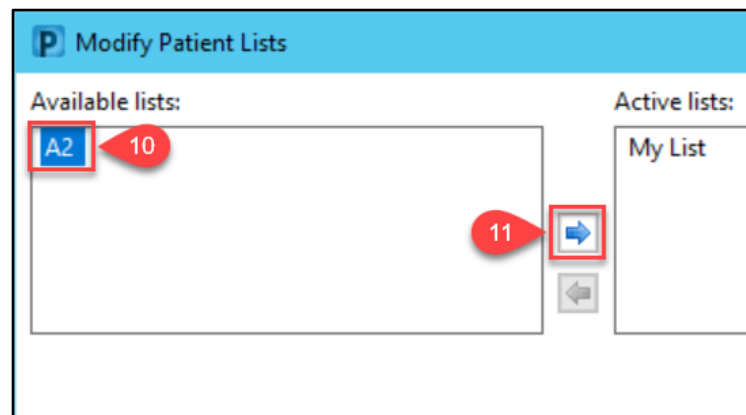 P Modify Patient Lists
Available lists:
Active lists:
A2
10
My List
11